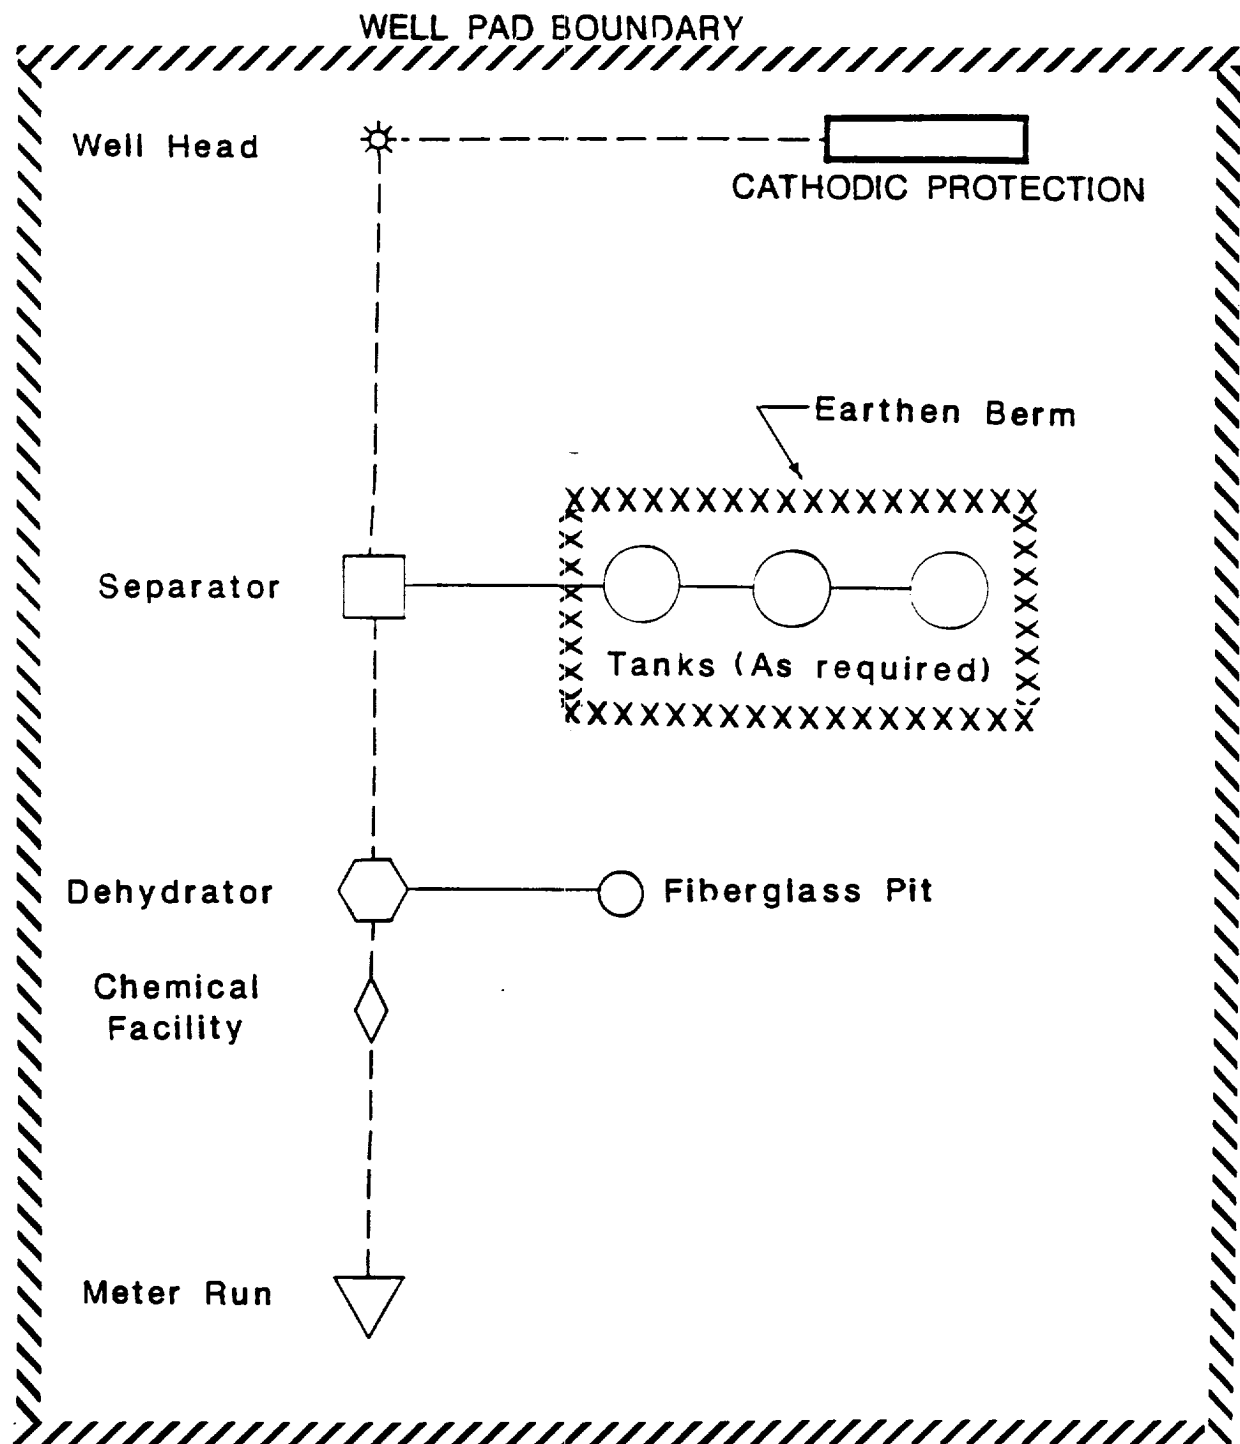 WELL PAD BOUNDARY
Well Head
CATHODIC PROTECTION
Earthen Berm
Separator
Tanks (As required)
Dehydrator
Fiberglass Pit
Chemical
Facility
Meter Run